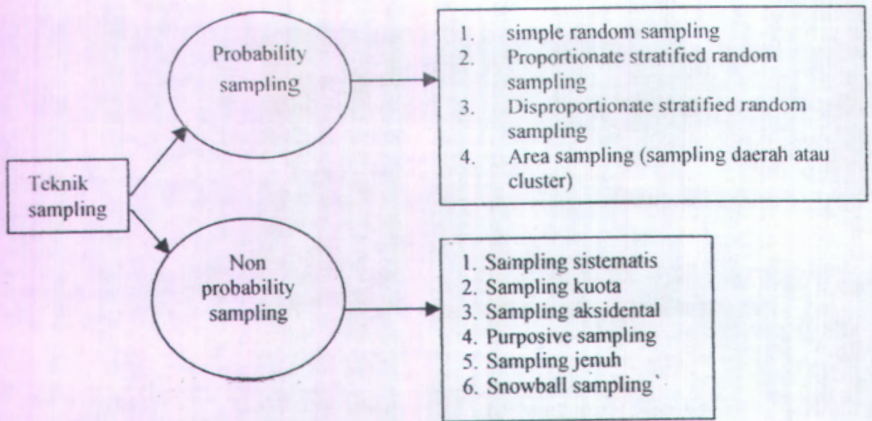 Teknik
sampling
Probability
sampling
1. simple random sampling
2. Proportionate stratified random
sampling
3. Disproportionate stratified random
sampling
4. Area sampling (sampling daerah atau
cluster)
Non
probability
sampling
1. Sampling sistematis
2. Sampling kuota
3. Sampling aksidental
4. Purposive sampling
5. Sampling jenuh
6. Snowball sampling